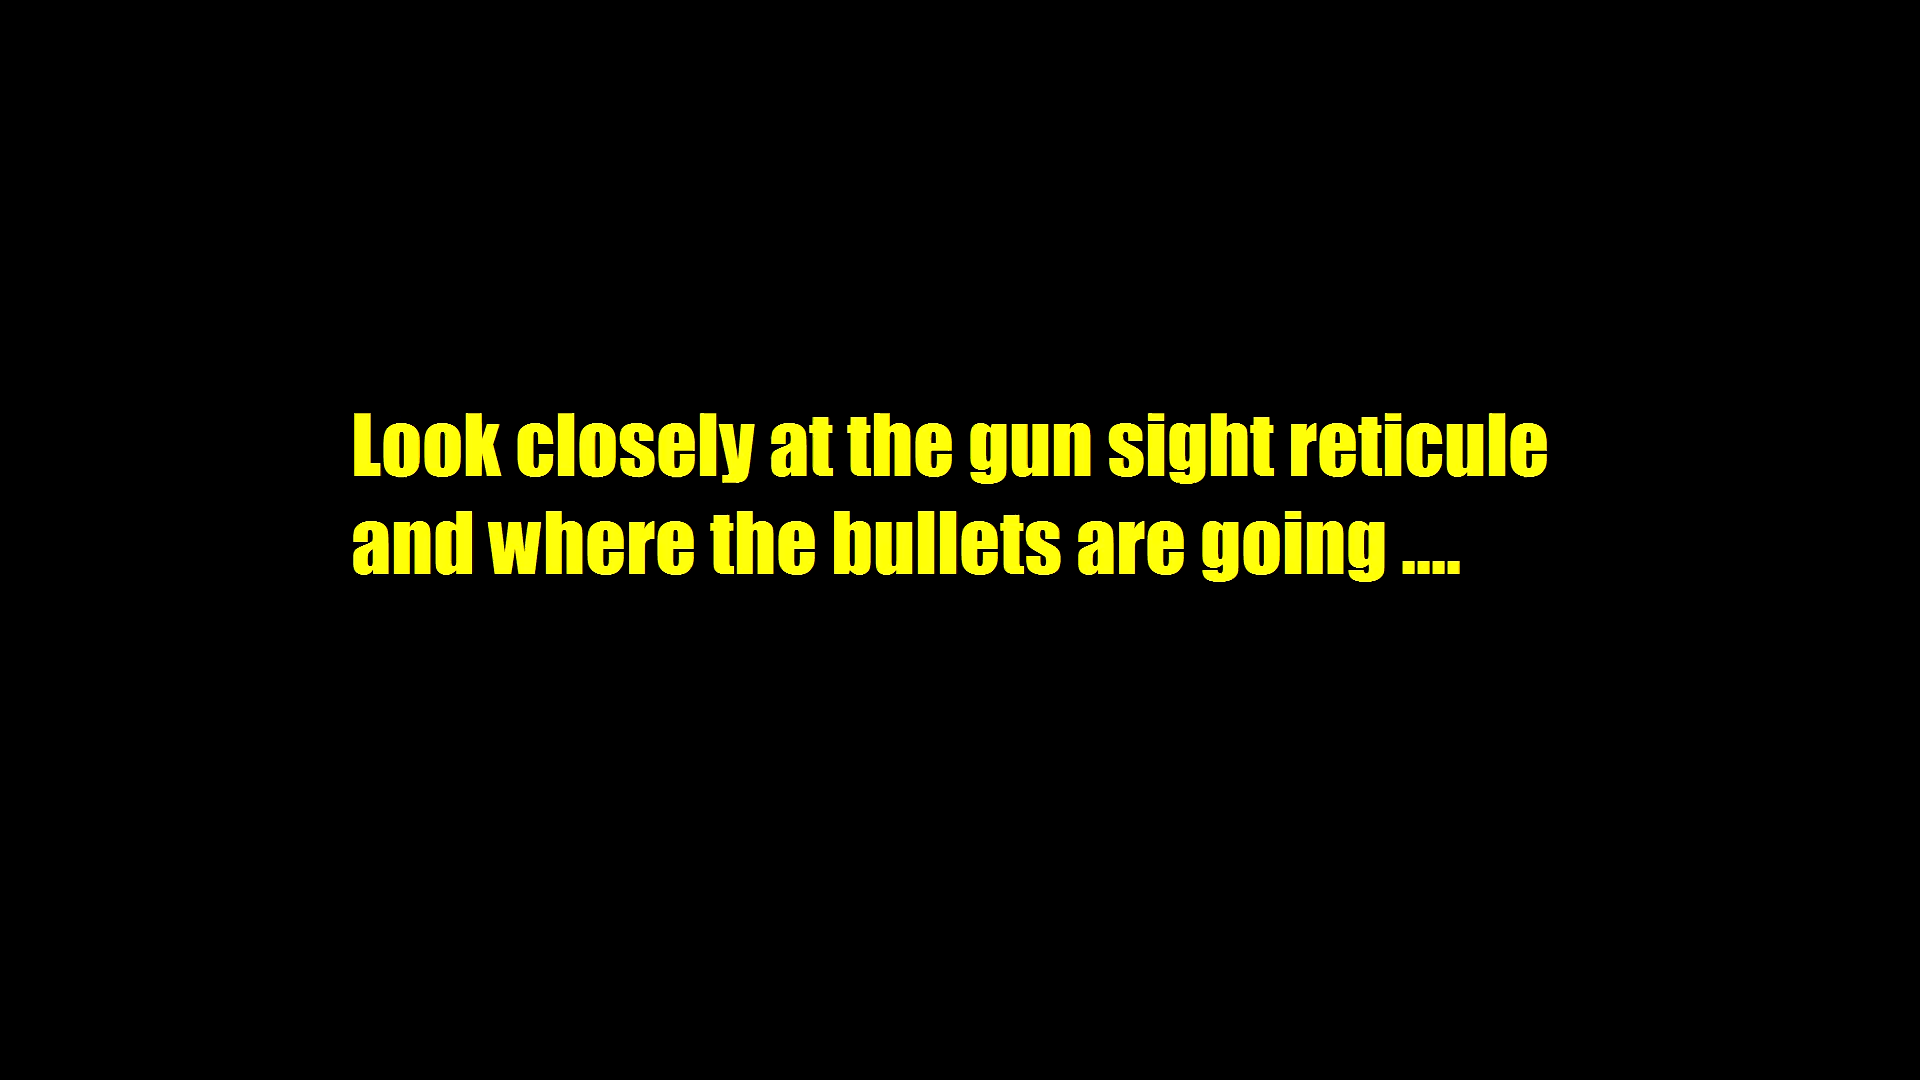 Look closely at the gun sight reticule
and where the bullets are going ....